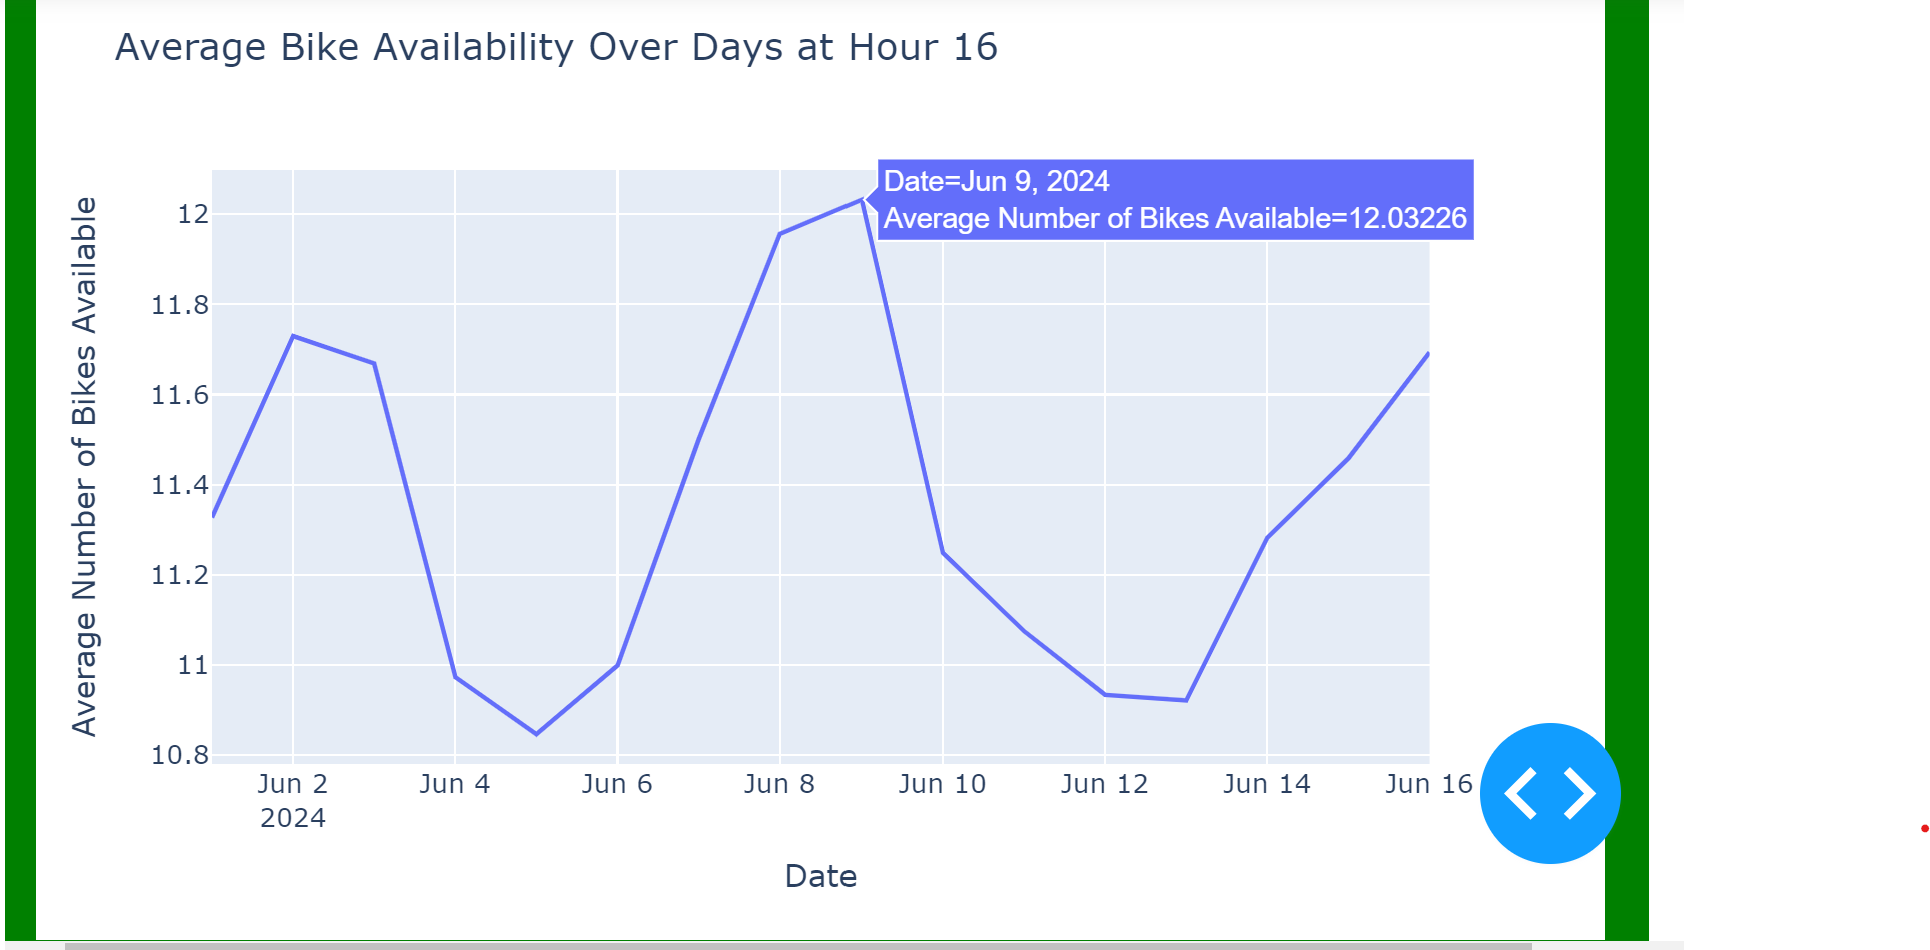 Average Bike Availability Over Days at Hour 16
Date=Jun 9, 2024
Average Number of Bikes Available=12.03226
Average Number of Bikes Available
12
11.8
11.6
11.4
11.2
11
10.8
Jun 2 Jun 4 Jun 6 Jun 8 Jun 10 Jun 12 Jun 14 Jun 16
2024
Date